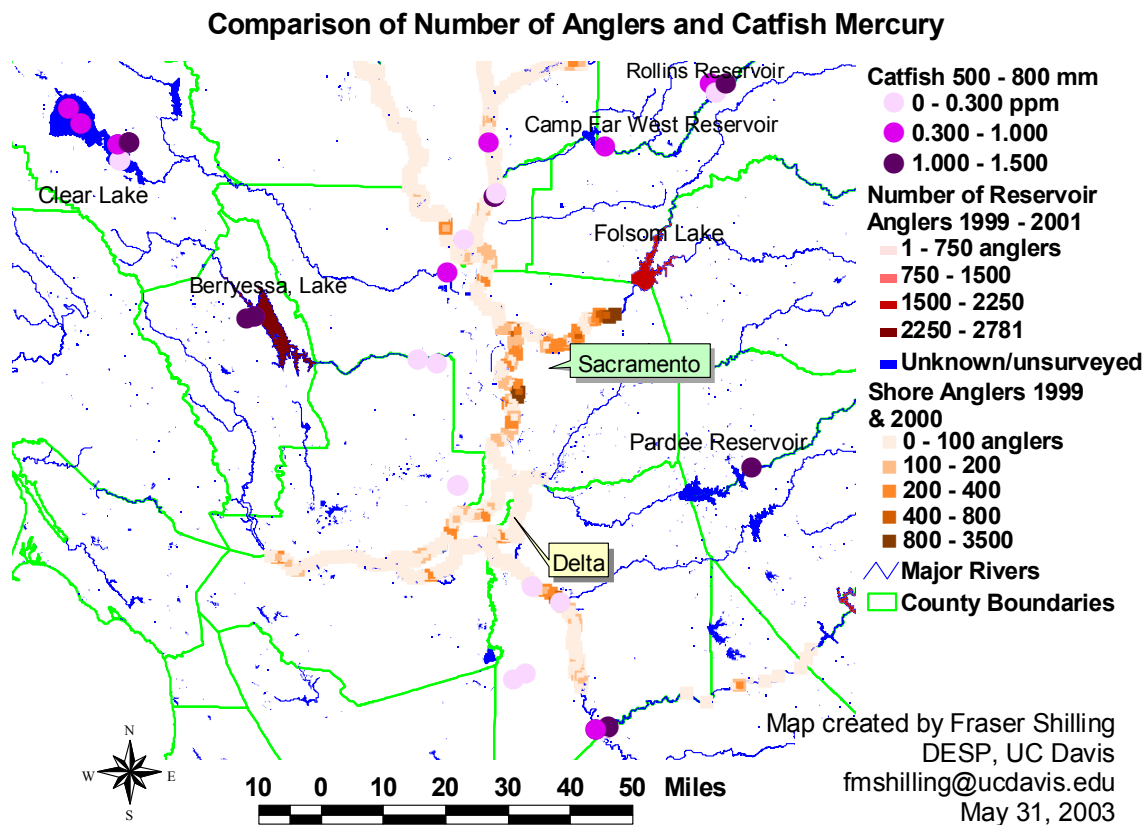 Comparison of Number of Anglers and Catfish Mercury
Rollins Reservoir
Camp Far West Reservoir
Clear Lake
Folsom Lake
Berryessa, Lake
Sacramento
Pardee Reservoir
Delta
Catfish 500 - 800 mm
0 - 0.300 ppm
0.300 - 1.000
1.000 - 1.500
Number of Reservoir
Anglers 1999 - 2001
1 - 750 anglers
750 - 1500
1500 - 2250
2250 - 2781
Unknown/unsurveyed
Shore Anglers 1999
& 2000
0 - 100 anglers
100 - 200
200 - 400
400 - 800
800 - 3500
Major Rivers
County Boundaries
N
W E
S
10 0 10 20 30 40 50 Miles
Map created by Fraser Shilling
DESP, UC Davis
fmshilling@ucdavis.edu
May 31, 2003